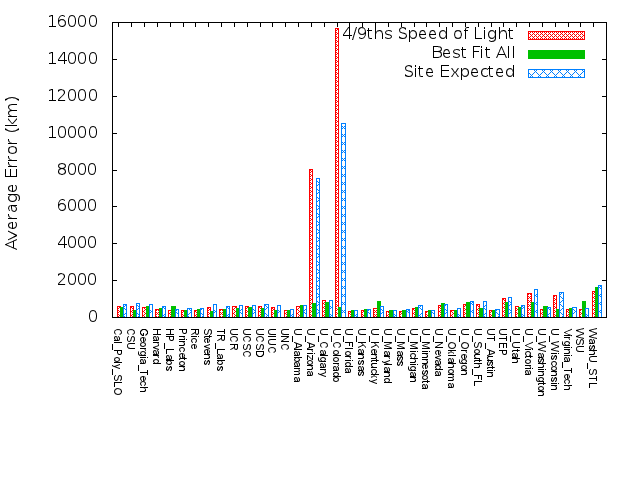 16000
14000
12000
10000
8000
6000
4000
2000
0
Average Error (km)
4/9ths Speed of Light
Best Fit All
Site Expected
Cal_Poly_SLO
CSU
Georgia_Tech
Harvard
HP_Labs
Princeton
Rice
Stevens
TR_Labs
UCR
UCSC
UCSD
UIUC
UNC
U_Alabama
U_Arizona
U_Calgary
U_Colorado
U_Florida
U_Kansas
U_Kentucky
U_Maryland
U_Mass
U_Michigan
U_Minnesota
U_Nevada
U_Oklahoma
U_Oregon
U_South_FL
UT_Austin
UTEP
U_Utah
U_Victoria
U_Washington
U_Wisconsin
Virginia_Tech
WSU
WashU_STL